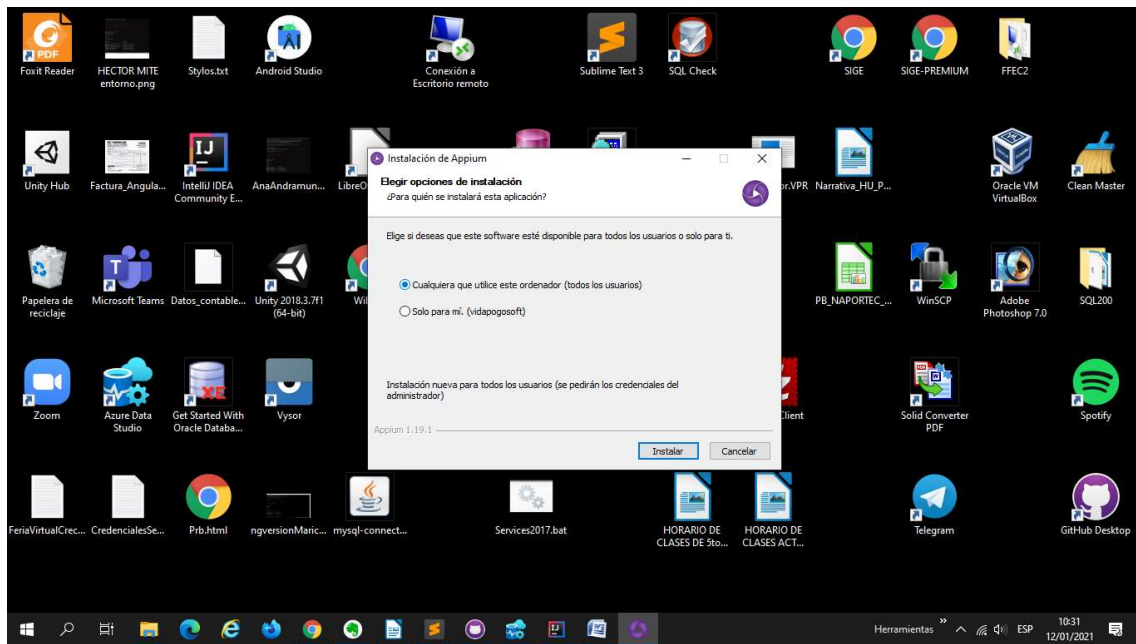 Foxit Reader
HECTOR MITE
entorno.png
Stylos.txt
Android Studio
Conexión a
Escritorio remoto
Sublime Text 3
SQL Check
SIGE
SIGE-PREMIUM
FFEC2
Unity Hub
Factura_Angula...
IntelliJ IDEA
Community E...
AnaAndramun...
LibreO
or.VPR
Narrativa_HU_P...
Oracle VM
VirtualBox
Clean Master
Instalación de Appium
Elegir opciones de instalación
¿Para quién se instalará esta aplicación?
Elige si deseas que este software esté disponible para todos los usuarios o solo para ti.
Cualquiera que utilice este ordenador (todos los usuarios)
Solo para mí. (vidapogosoft)
Instalación nueva para todos los usuarios (se pedirán los credenciales del
administrador)
Appium 1.19.1
Instalar
Cancelar
Papelera de
reciclaje
Microsoft Teams
Datos_contable...
Unity 2018.3.7f1
(64-bit)
Wil
PB_NAPORTEC_...
WinSCP
Adobe
Photoshop 7.0
SQL200
Zoom
Azure Data
Studio
Get Started With
Oracle Databa...
Vysor
Client
Solid Converter
PDF
Spotify
FeriaVirtualCrec...
CredencialesSe...
Prb.html
ngversionMaric...
mysql-connect...
Services2017.bat
HORARIO DE
CLASES DE 5to...
HORARIO DE
CLASES ACT...
Telegram
GitHub Desktop
Herramientas
ESP
10:31
12/01/2021